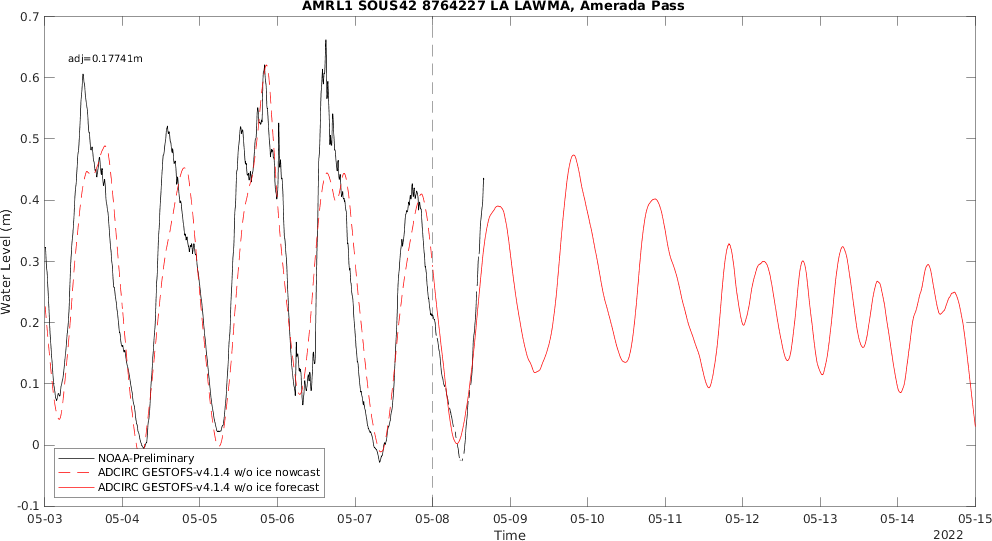 AMRL1 SOUS42 8764227 LA LAWMA, Amerada Pass
adj=0.17741m
0.7
0.6
0.5
0.4
0.3
0.2
0.1
0
-0.1
Water Level (m)
NOAA-Preliminary
ADCIRC GESTOFS-v4.1.4 w/o ice nowcast
ADCIRC GESTOFS-v4.1.4 w/o ice forecast
05-03 05-04 05-05 05-06 05-07 05-08 05-09 05-10 05-11 05-12 05-13 05-14 05-15
Time
2022